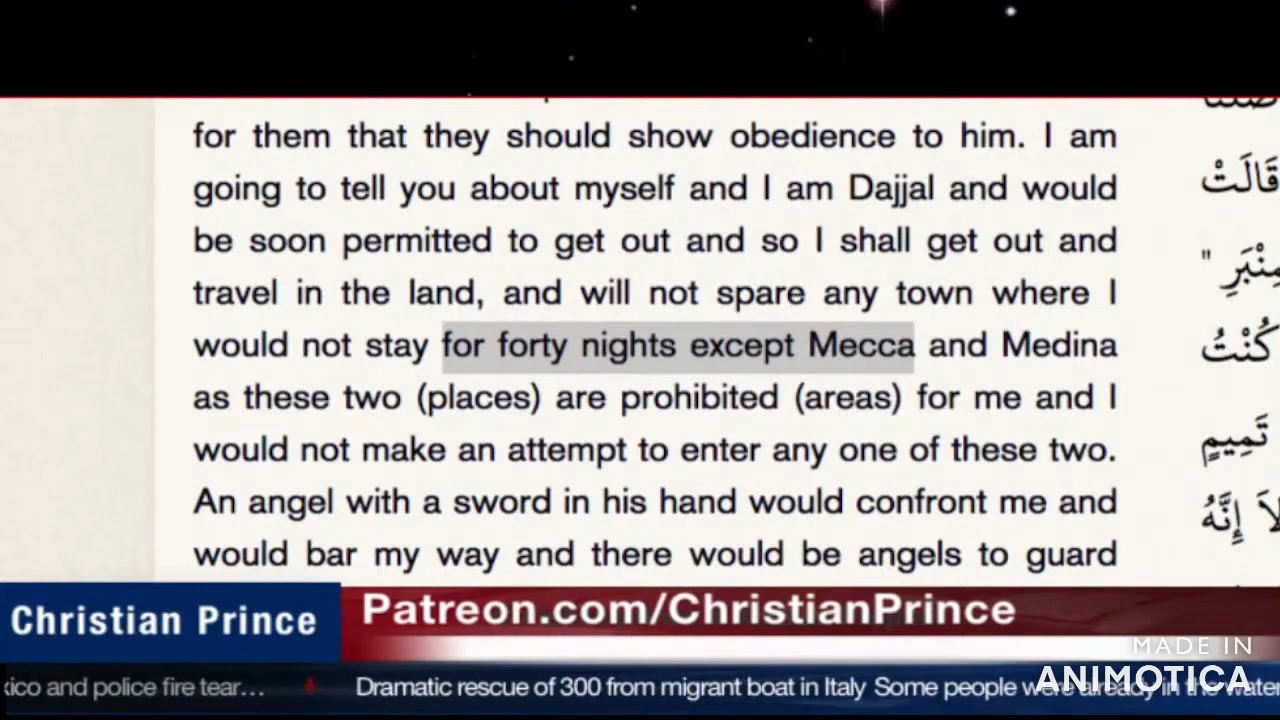 for them that they should show obedience to him. I am
going to tell you about myself and I am Dajjal and would
be soon permitted to get out and so I shall get out and
travel in the land, and will not spare any town where I
would not stay for forty nights except Mecca and Medina
as these two (places) are prohibited (areas) for me and I
would not make an attempt to enter any one of these two.
An angel with a sword in his hand would confront me and
would bar my way and there would be angels to guard
قَالَتْ
" مِنْبَرِ
كُنْتُ
تَمِيمٍ
لاَ إِنَّهُ
Christian Prince
Patreon.com/ChristianPrince
MADE IN
ANIMOTICA
xico and police fire tear… Dramatic rescue of 300 from migrant boat in Italy Some people were already in the water